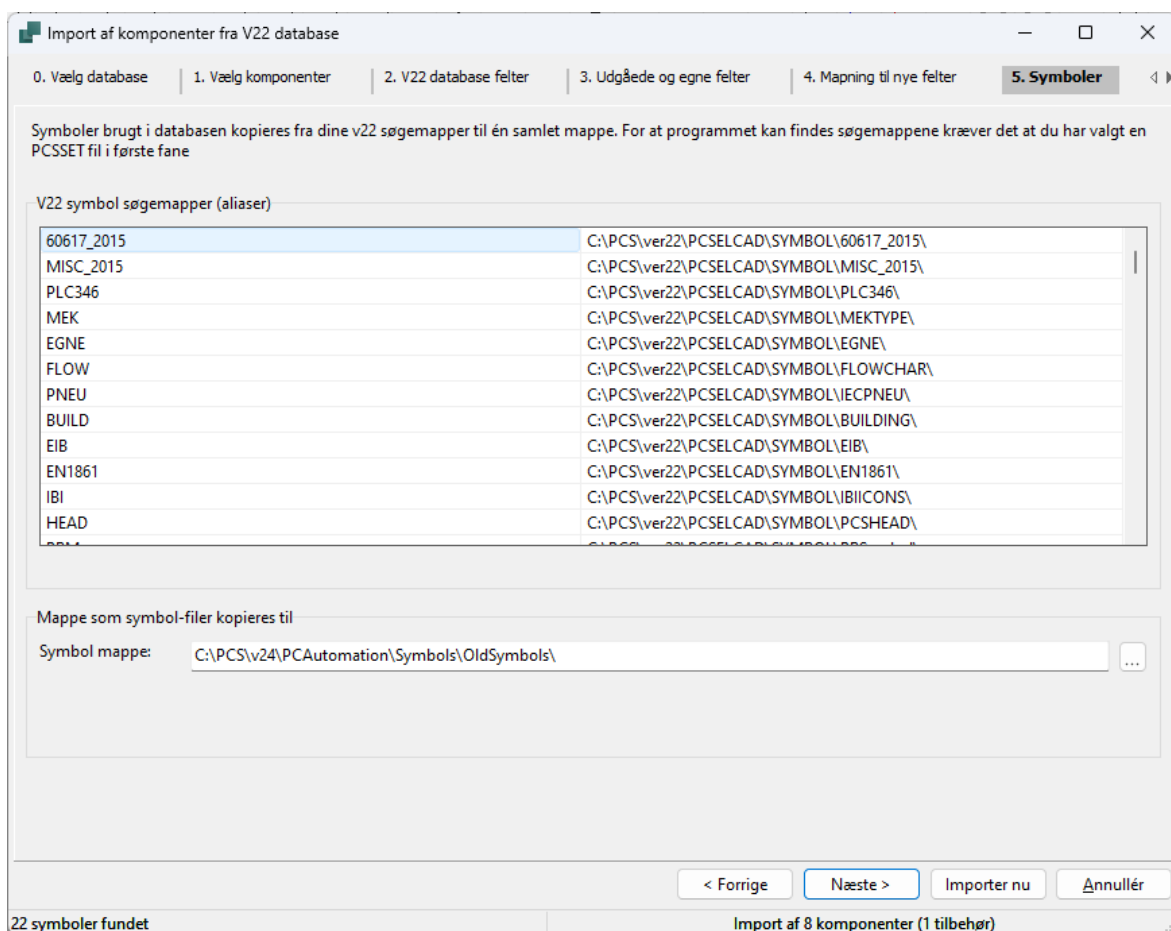 Import af komponenter fra V22 database
0. Vælg database 1. Vælg komponenter 2. V22 database felter 3. Udgåede og egne felter 4. Mapning til nye felter 5. Symboler
Symboler brugt i databasen kopieres fra dine v22 søgemapper til én samlet mappe. For at programmet kan findes søgemappene kræver det at du har valgt en
PCSSET fil i første fane
V22 symbol søgemapper (aliaser)
60617_2015 C:\PCS\ver22\PCSELCAD\SYMBOL\60617_2015\
MISC_2015 C:\PCS\ver22\PCSELCAD\SYMBOL\MISC_2015\
PLC346 C:\PCS\ver22\PCSELCAD\SYMBOL\PLC346\
MEK C:\PCS\ver22\PCSELCAD\SYMBOL\MEKTYPE\
EGNE C:\PCS\ver22\PCSELCAD\SYMBOL\EGNE\
FLOW C:\PCS\ver22\PCSELCAD\SYMBOL\FLOWCHAR\
PNEU C:\PCS\ver22\PCSELCAD\SYMBOL\IECPNEU\
BUILD C:\PCS\ver22\PCSELCAD\SYMBOL\BUILDING\
EIB C:\PCS\ver22\PCSELCAD\SYMBOL\EIB\
EN1861 C:\PCS\ver22\PCSELCAD\SYMBOL\EN1861\
IBI C:\PCS\ver22\PCSELCAD\SYMBOL\IBIICONS\
HEAD C:\PCS\ver22\PCSELCAD\SYMBOL\PCSHEAD\
Mappe som symbol-filer kopieres til
Symbol mappe: C:\PCS\v24\PCAutomation\Symbols\OldSymbols\ ...
< Forrige Næste > Importer nu Annullér
22 symboler fundet Import af 8 komponenter (1 tilbehør)